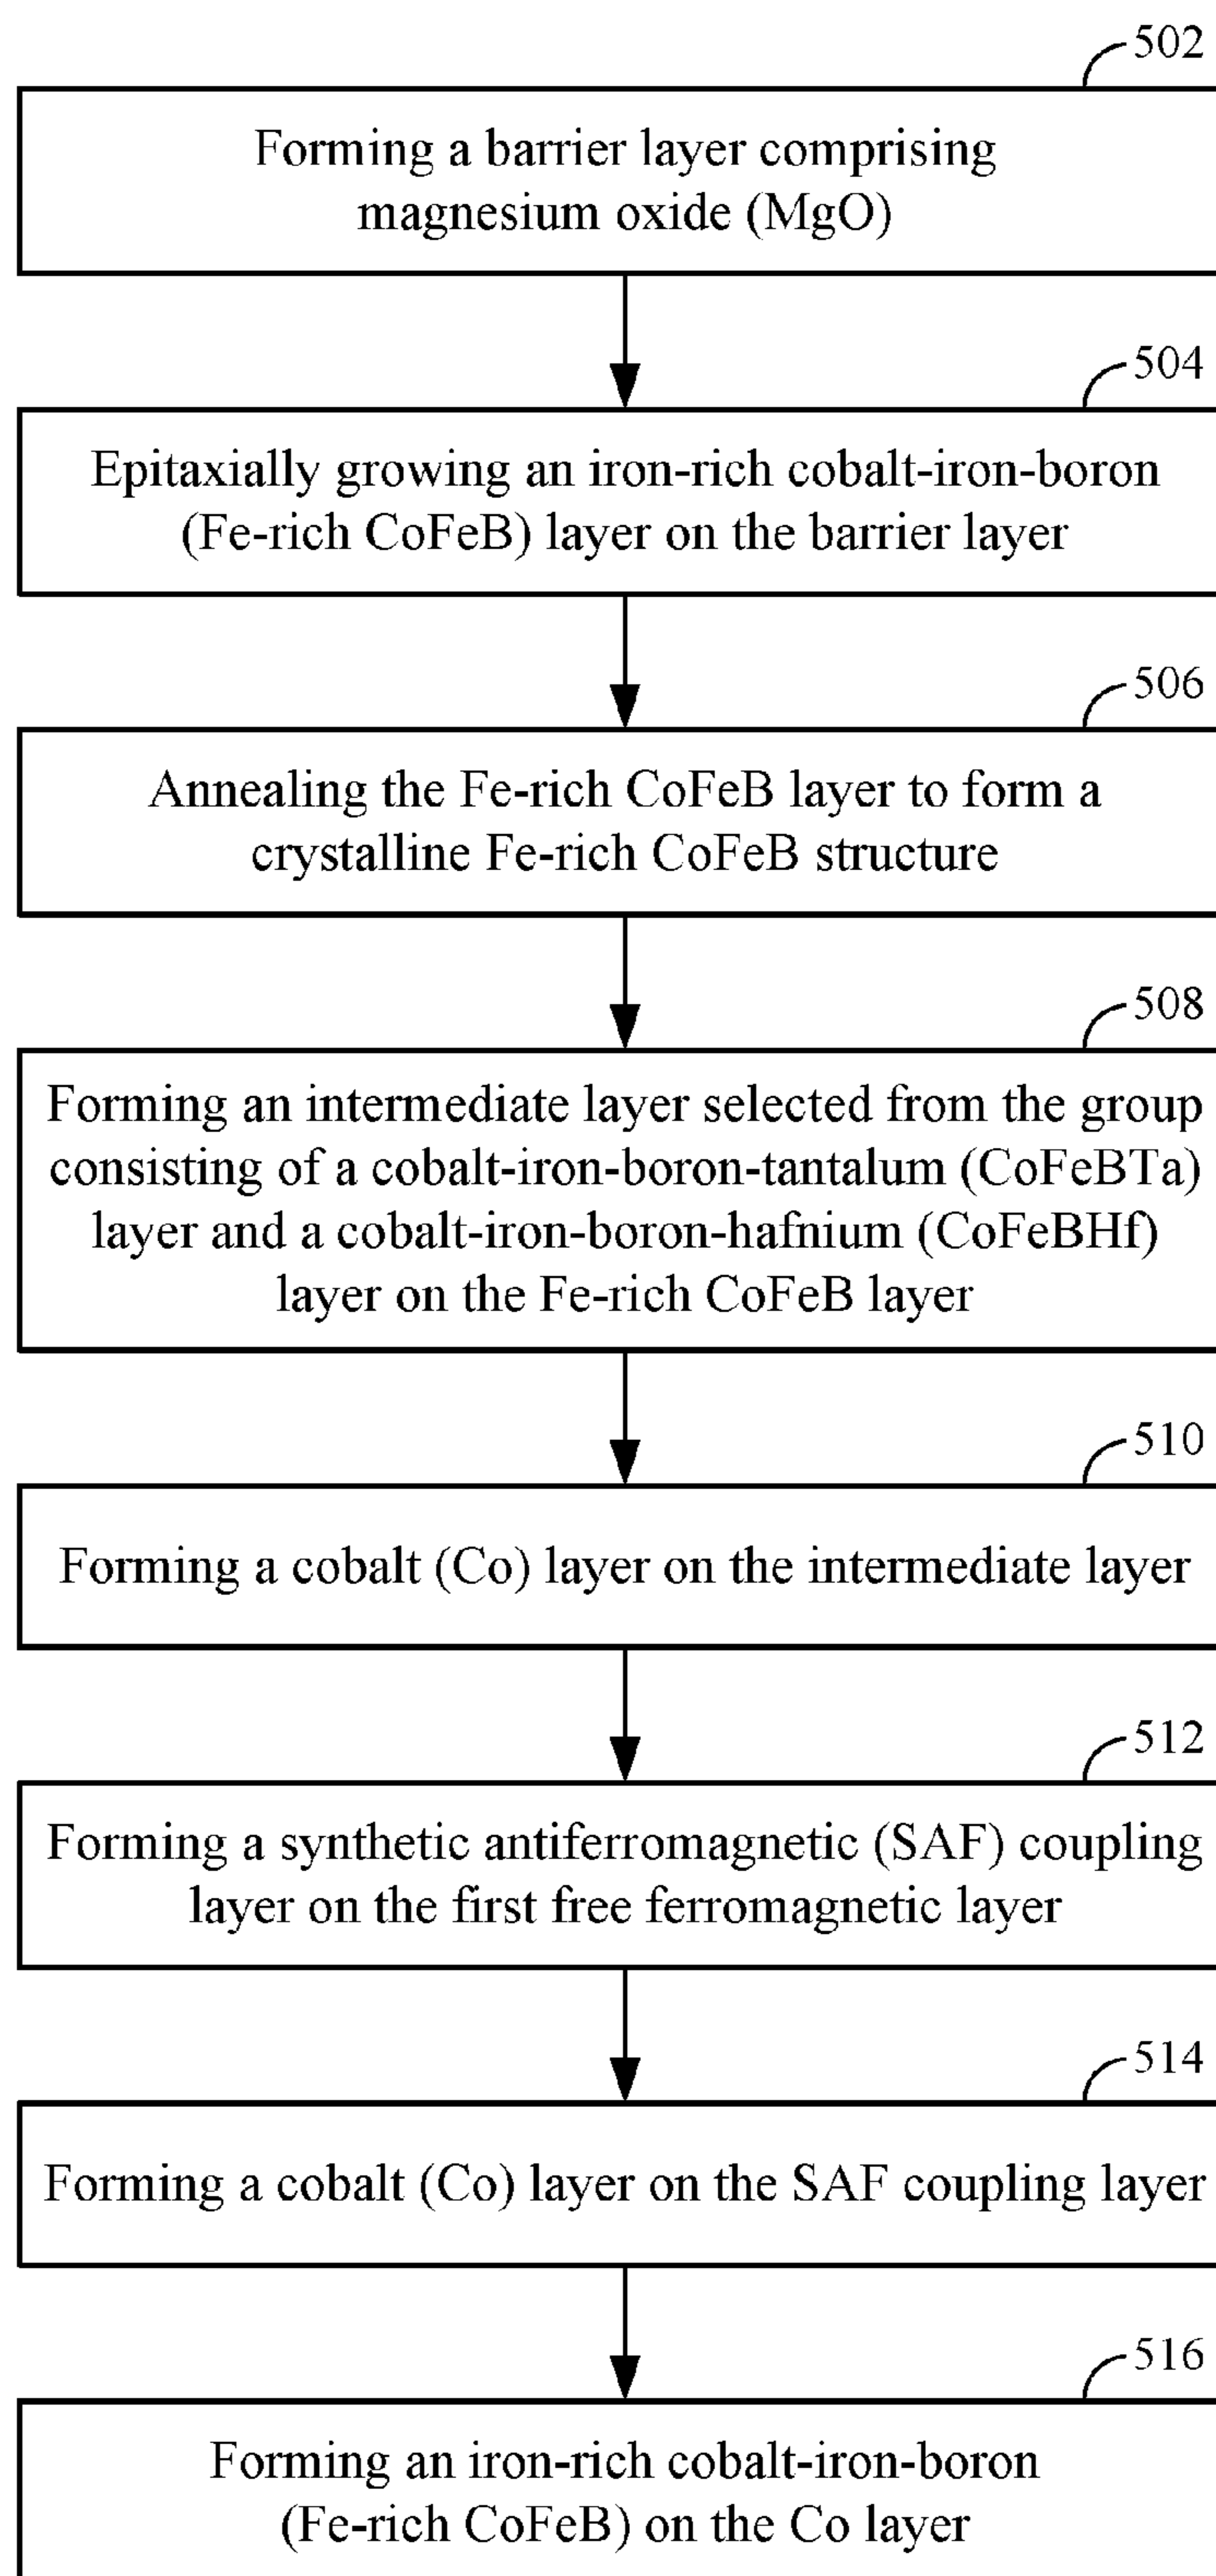 502
Forming a barrier layer comprising
magnesium oxide (MgO)
504
Epitaxially growing an iron-rich cobalt-iron-boron
(Fe-rich CoFeB) layer on the barrier layer
506
Annealing the Fe-rich CoFeB layer to form a
crystalline Fe-rich CoFeB structure
508
Forming an intermediate layer selected from the group
consisting of a cobalt-iron-boron-tantalum (CoFeBTa)
layer and a cobalt-iron-boron-hafnium (CoFeBHf)
layer on the Fe-rich CoFeB layer
510
Forming a cobalt (Co) layer on the intermediate layer
512
Forming a synthetic antiferromagnetic (SAF) coupling
layer on the first free ferromagnetic layer
514
Forming a cobalt (Co) layer on the SAF coupling layer
516
Forming an iron-rich cobalt-iron-boron
(Fe-rich CoFeB) on the Co layer